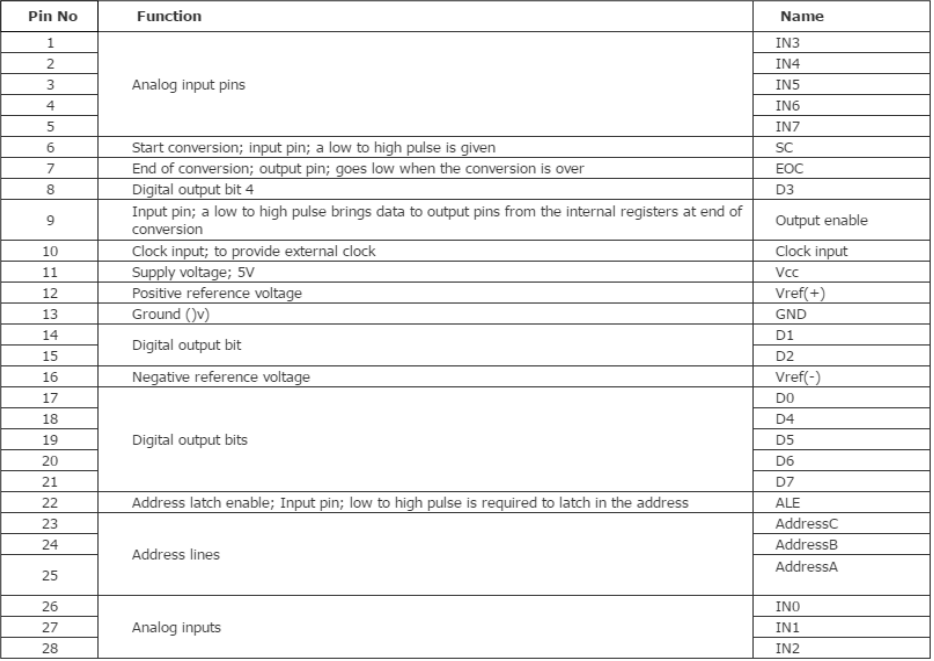 Pin No Function Name
1 IN3
2 IN4
3 Analog input pins IN5
4 IN6
5 IN7
6 Start conversion; input pin; a low to high pulse is given SC
7 End of conversion; output pin; goes low when the conversion is over EOC
8 Digital output bit 4 D3
9 Input pin; a low to high pulse brings data to output pins from the internal registers at end of
conversion Output enable
10 Clock input; to provide external clock Clock input
11 Supply voltage; 5V Vcc
12 Positive reference voltage Vref(+)
13 Ground ()v) GND
14 Digital output bit D1
15 D2
16 Negative reference voltage Vref(-)
17 D0
18 D4
19 Digital output bits D5
20 D6
21 D7
22 Address latch enable; Input pin; low to high pulse is required to latch in the address ALE
23 AddressC
24 Address lines AddressB
25 AddressA
26 IN0
27 Analog inputs IN1
28 IN2